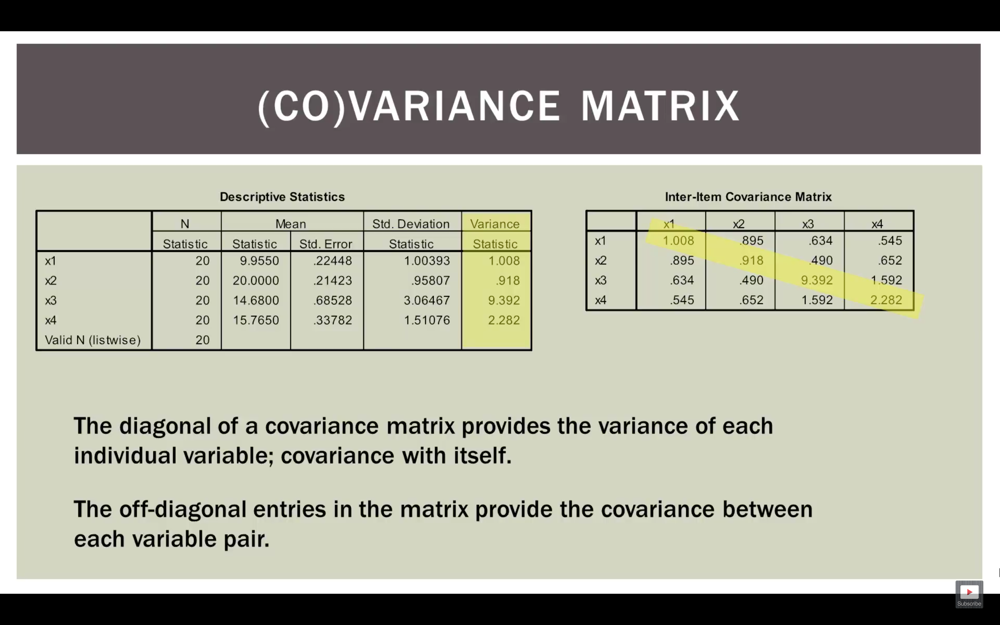 (CO)VARIANCE MATRIX
Descriptive Statistics
N Mean Std. Deviation Variance
Statistic Statistic Std. Error Statistic Statistic
x1 20 9.9550 .22448 1.00393 1.008
x2 20 20.0000 .21423 .95807 .918
x3 20 14.6800 .68528 3.06467 9.392
x4 20 15.7650 .33782 1.51076 2.282
Valid N (listwise) 20
Inter-Item Covariance Matrix
x1 x2 x3 x4
x1 1.008 .895 .634 .545
x2 .895 .918 .490 .652
x3 .634 .490 9.392 1.592
x4 .545 .652 1.592 2.282
The diagonal of a covariance matrix provides the variance of each
individual variable; covariance with itself.
The off-diagonal entries in the matrix provide the covariance between
each variable pair.
Subscribe